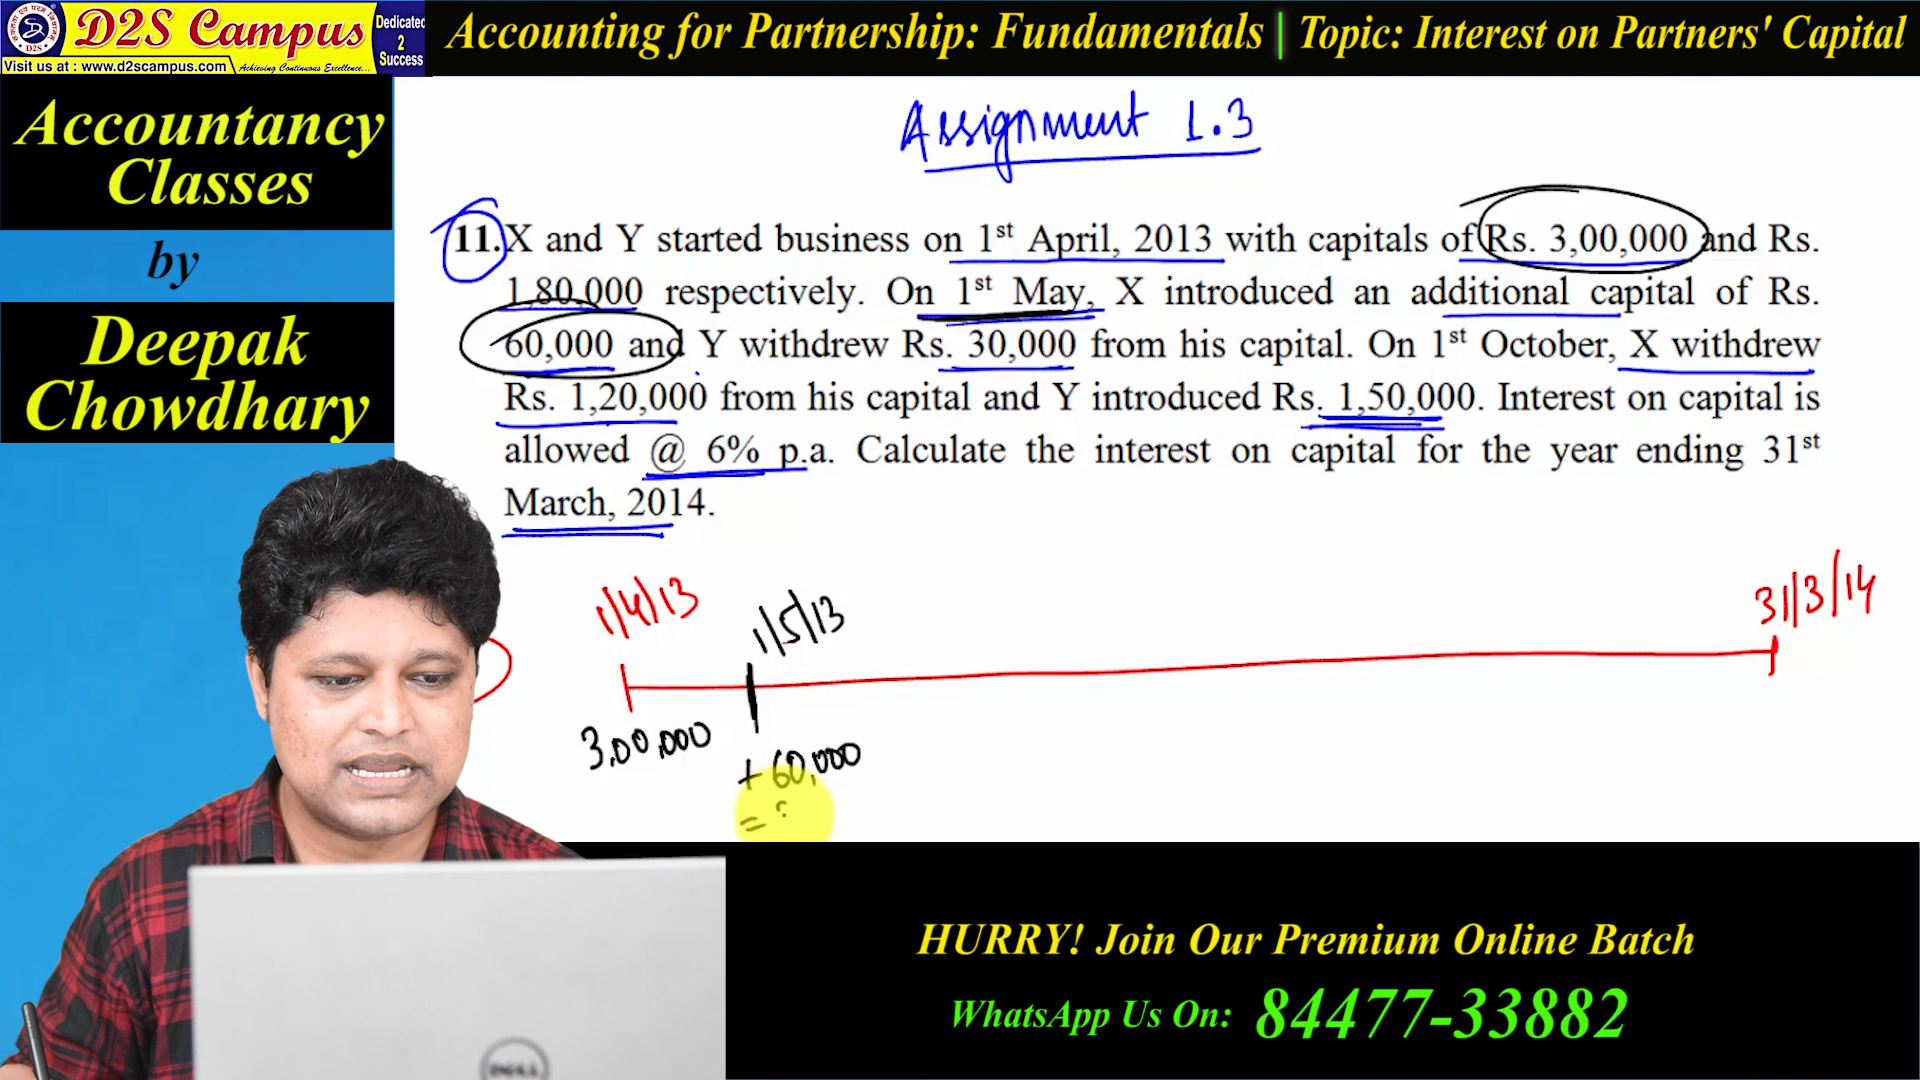 D2S Campus
Dedicated
2
Success
Visit us at : www.d2scampus.com
Achieving Continuous Excellence...
Accounting for Partnership: Fundamentals | Topic: Interest on Partners' Capital
Accountancy
Classes
by
Deepak
Chowdhary
Assignment 1.3
11. X and Y started business on 1st April, 2013 with capitals of Rs. 3,00,000 and Rs.
1,80,000 respectively. On 1st May, X introduced an additional capital of Rs.
60,000 and Y withdrew Rs. 30,000 from his capital. On 1st October, X withdrew
Rs. 1,20,000 from his capital and Y introduced Rs. 1,50,000. Interest on capital is
allowed @ 6% p.a. Calculate the interest on capital for the year ending 31st
March, 2014.
1/4/13
1/5/13
31/3/14
3,00,000
+ 60,000
= ?
DELL
HURRY! Join Our Premium Online Batch
WhatsApp Us On: 84477-33882